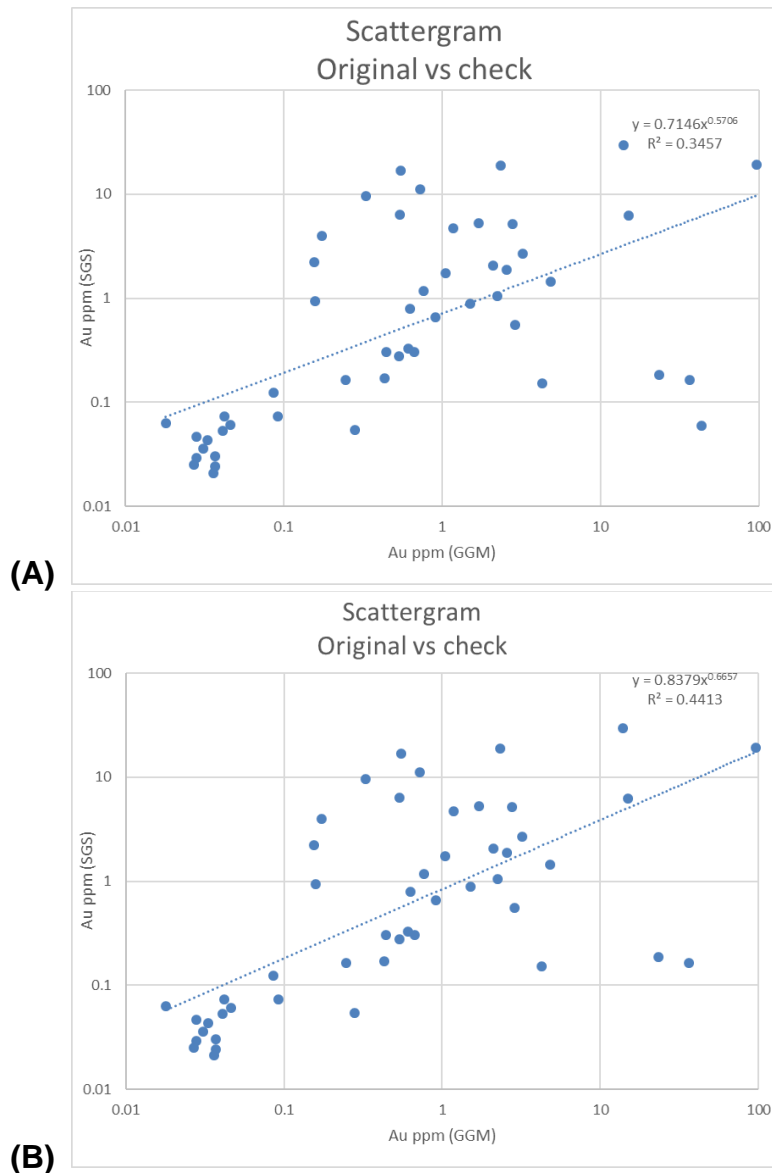 Scattergram
Original vs check
100
y = 0.7146x^0.5706
R² = 0.3457
10
Au ppm (SGS)
1
0.1
0.01
0.01 0.1 1 10 100
Au ppm (GGM)
(A)
Scattergram
Original vs check
100
y = 0.8379x^0.6657
R² = 0.4413
10
Au ppm (SGS)
1
0.1
0.01
0.01 0.1 1 10 100
Au ppm (GGM)
(B)